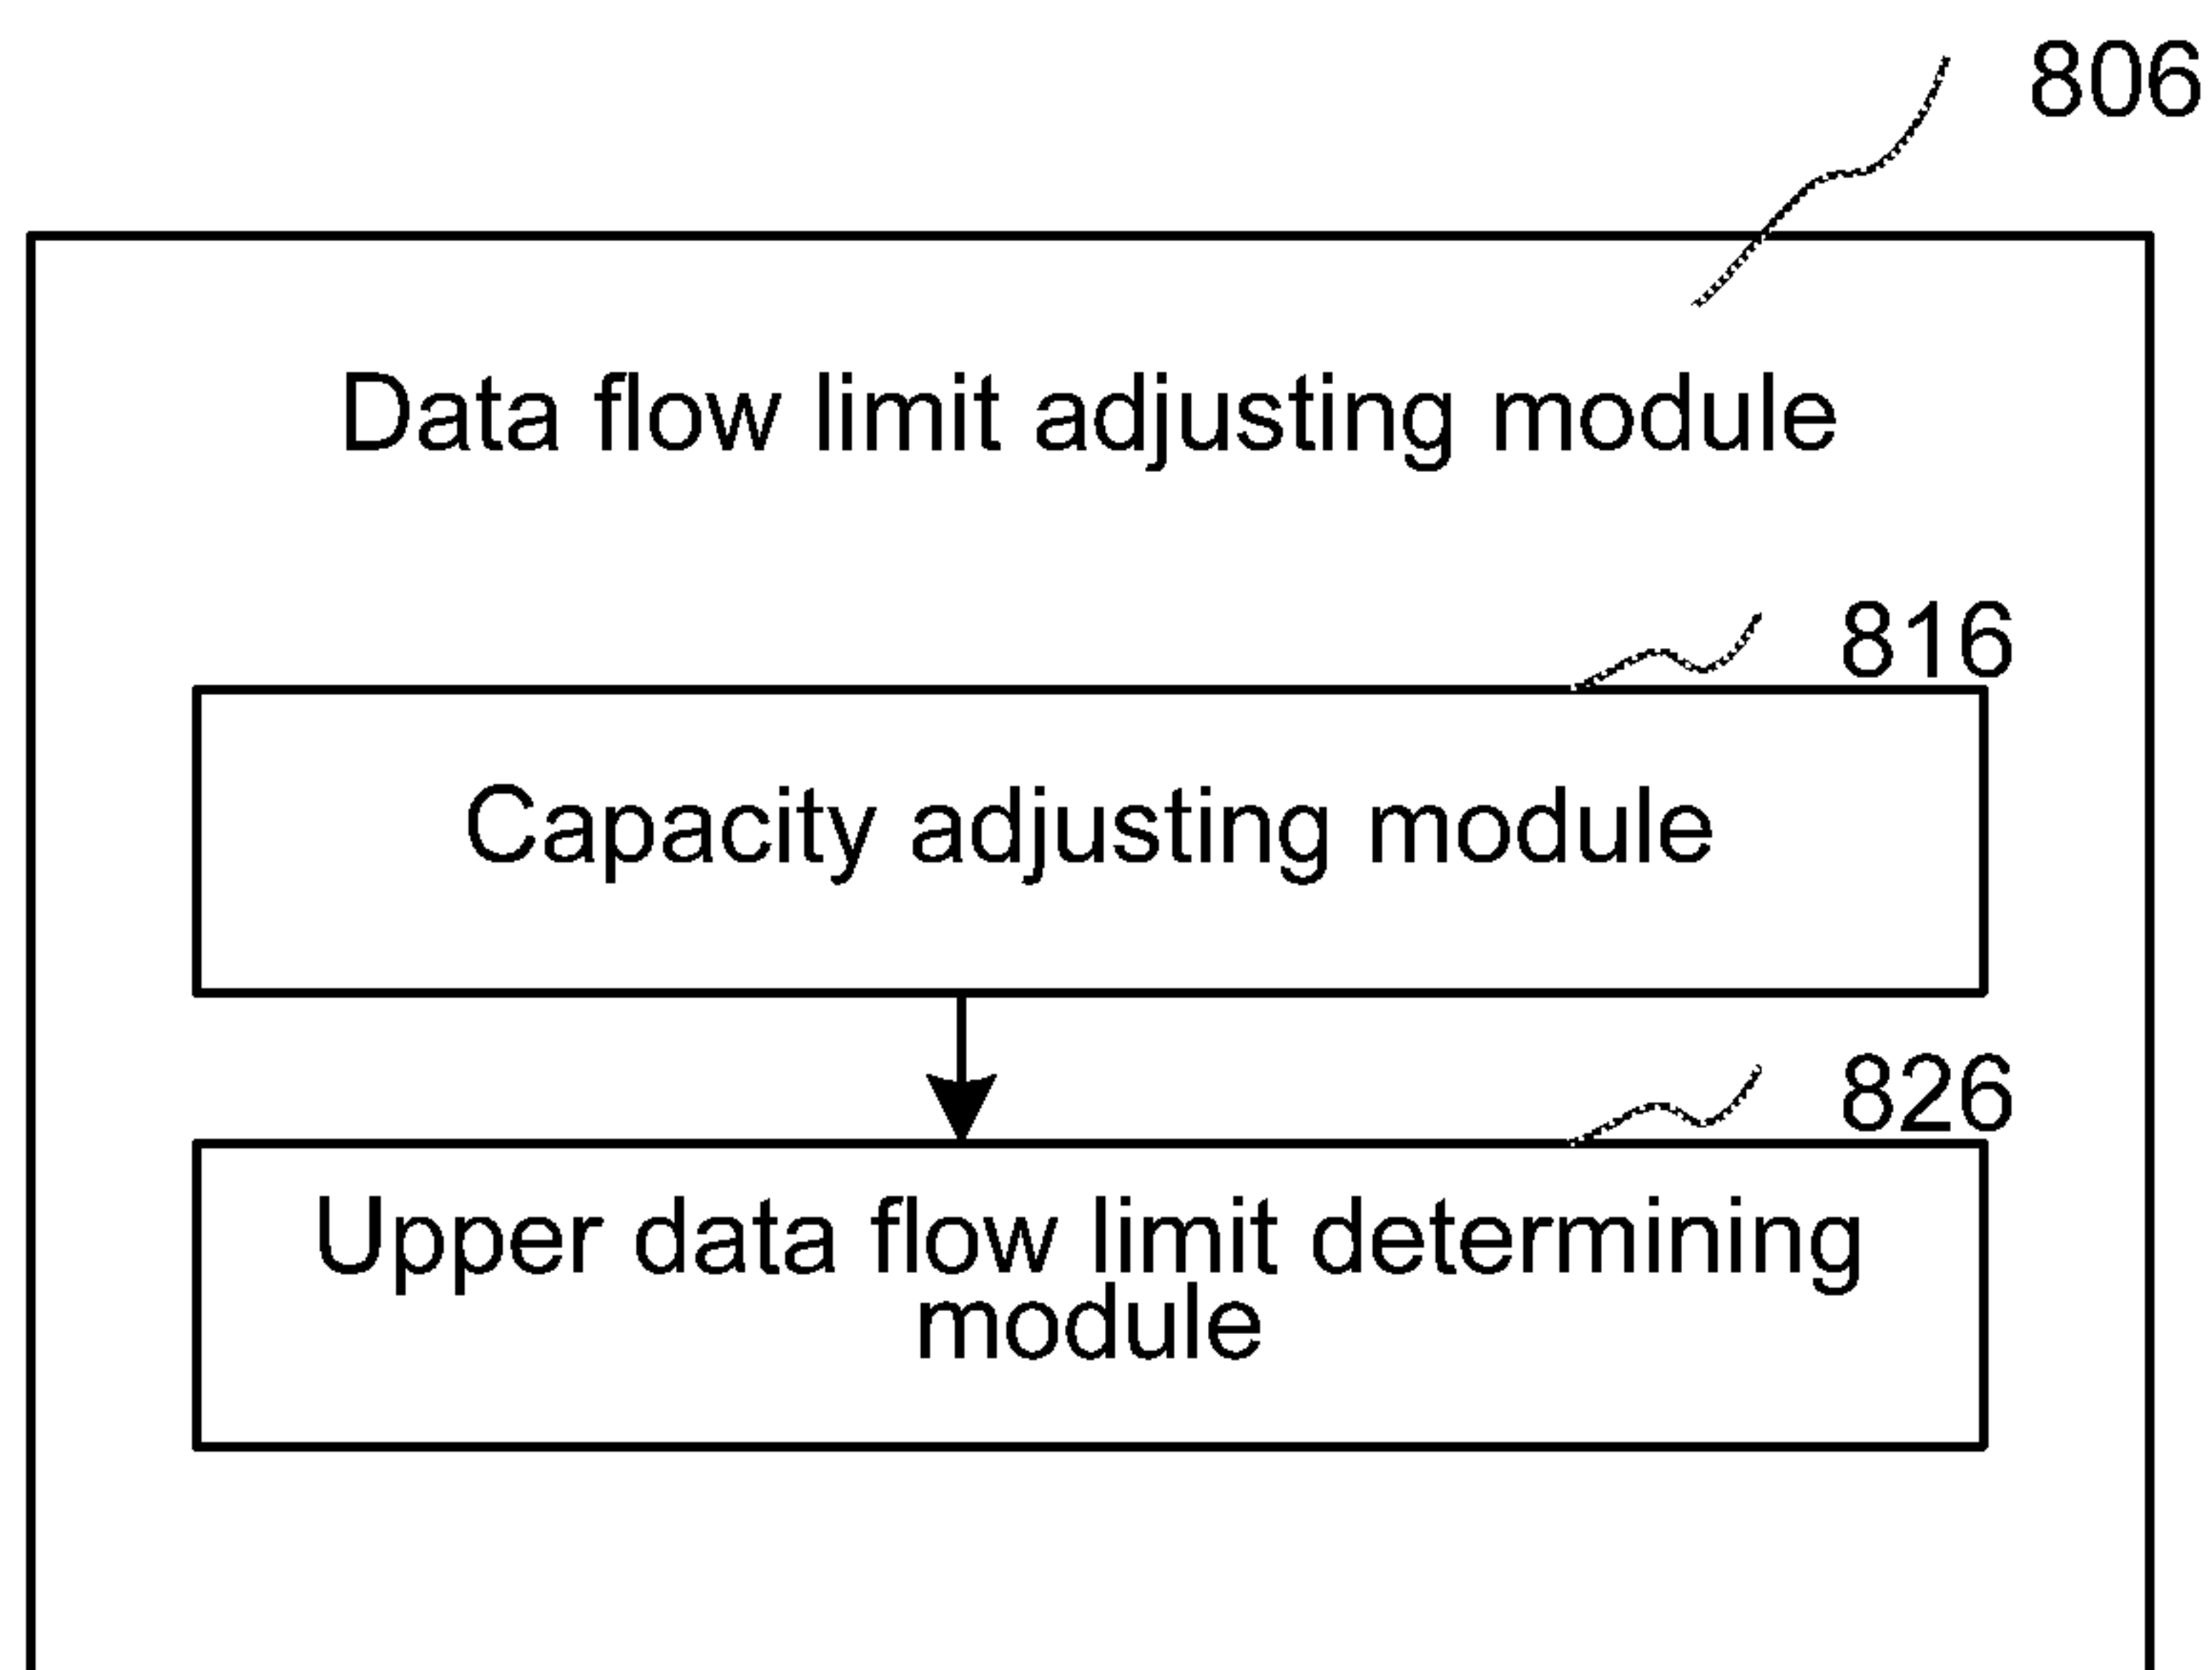 806
Data flow limit adjusting module
816
Capacity adjusting module
826
Upper data flow limit determining
module